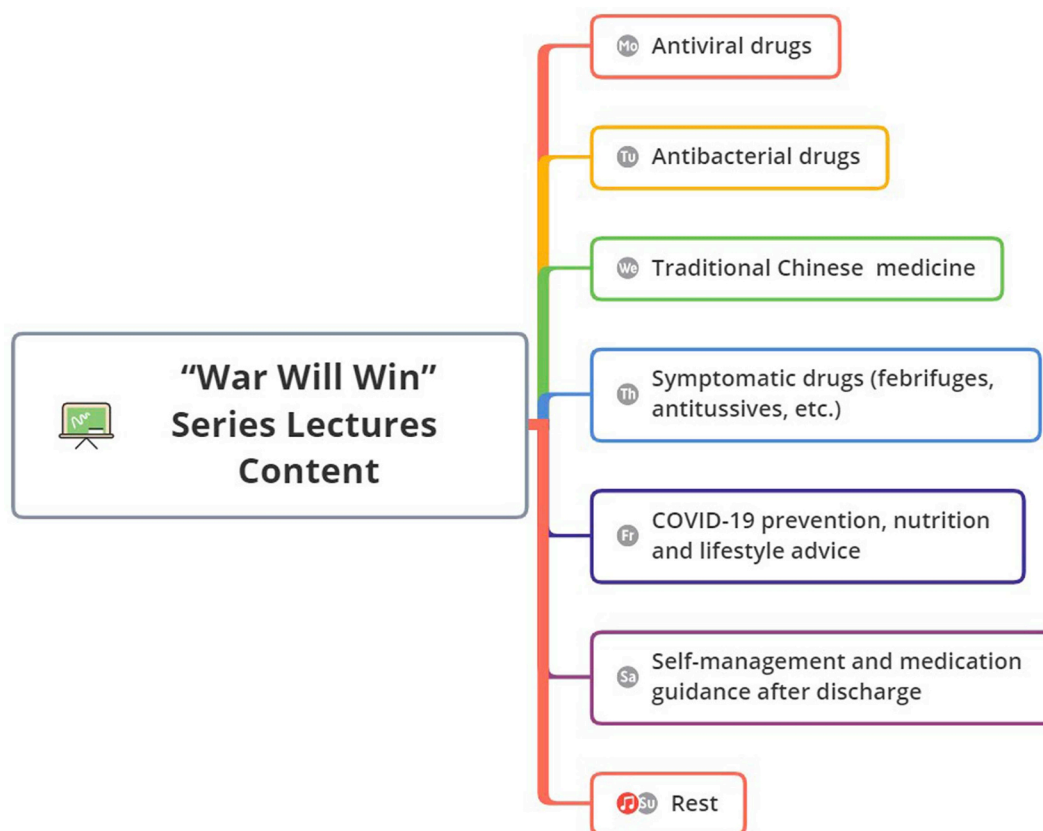 “War Will Win”
Series Lectures
Content
Mo Antiviral drugs
Tu Antibacterial drugs
We Traditional Chinese  medicine
Th Symptomatic drugs (febrifuges,
antitussives, etc.)
Fr COVID-19 prevention, nutrition
and lifestyle advice
Sa Self-management and medication
guidance after discharge
Su Rest